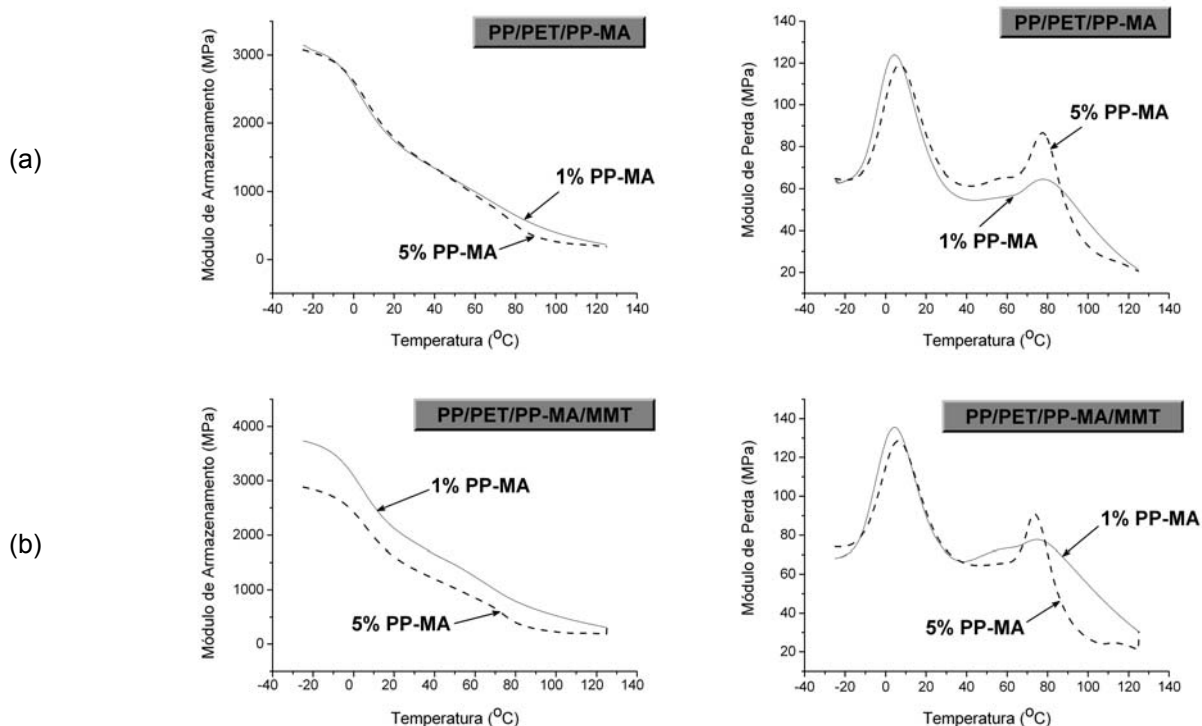 (a)
PP/PET/PP-MA
Módulo de Armazenamento (MPa)
3000
2000
1000
0
1% PP-MA
5% PP-MA
-40 -20 0 20 40 60 80 100 120 140
Temperatura (°C)
PP/PET/PP-MA
Módulo de Perda (MPa)
140
120
100
80
60
40
20
5% PP-MA
1% PP-MA
-40 -20 0 20 40 60 80 100 120 140
Temperatura (°C)
(b)
PP/PET/PP-MA/MMT
Módulo de Armazenamento (MPa)
4000
3000
2000
1000
0
1% PP-MA
5% PP-MA
-40 -20 0 20 40 60 80 100 120 140
Temperatura (°C)
PP/PET/PP-MA/MMT
Módulo de Perda (MPa)
140
120
100
80
60
40
20
1% PP-MA
5% PP-MA
-40 -20 0 20 40 60 80 100 120 140
Temperatura (°C)